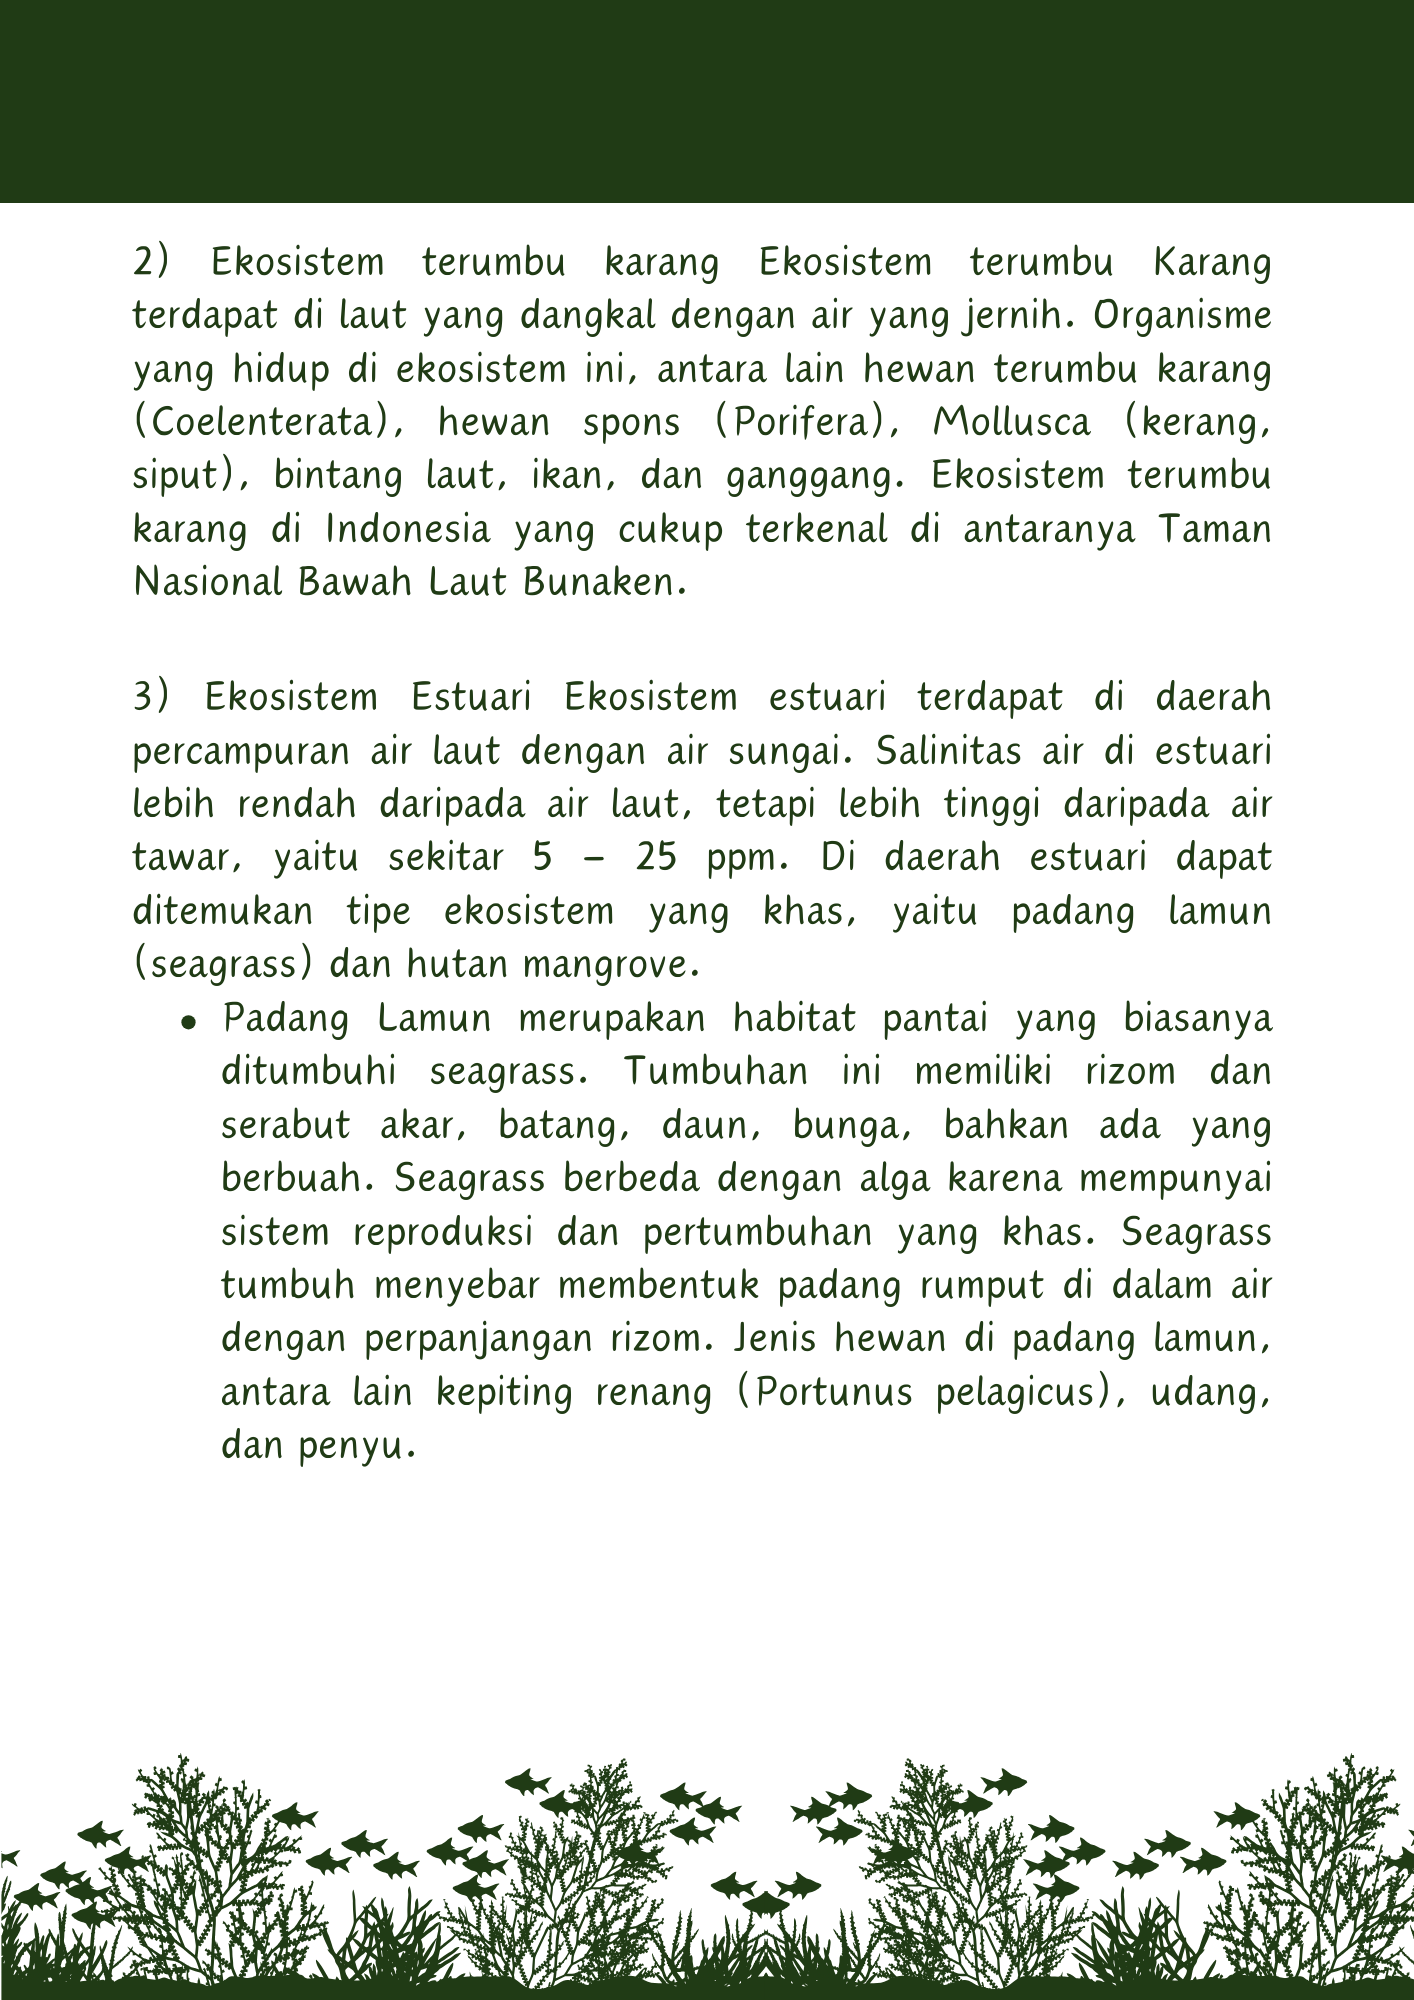 2) Ekosistem terumbu karang Ekosistem terumbu Karang
terdapat di laut yang dangkal dengan air yang jernih. Organisme
yang hidup di ekosistem ini, antara lain hewan terumbu karang
(Coelenterata), hewan spons (Porifera), Mollusca (kerang,
siput), bintang laut, ikan, dan ganggang. Ekosistem terumbu
karang di Indonesia yang cukup terkenal di antaranya Taman
Nasional Bawah Laut Bunaken.
3) Ekosistem Estuari Ekosistem estuari terdapat di daerah
percampuran air laut dengan air sungai. Salinitas air di estuari
lebih rendah daripada air laut, tetapi lebih tinggi daripada air
tawar, yaitu sekitar 5 – 25 ppm. Di daerah estuari dapat
ditemukan tipe ekosistem yang khas, yaitu padang lamun
(seagrass) dan hutan mangrove.
• Padang Lamun merupakan habitat pantai yang biasanya
ditumbuhi seagrass. Tumbuhan ini memiliki rizom dan
serabut akar, batang, daun, bunga, bahkan ada yang
berbuah. Seagrass berbeda dengan alga karena mempunyai
sistem reproduksi dan pertumbuhan yang khas. Seagrass
tumbuh menyebar membentuk padang rumput di dalam air
dengan perpanjangan rizom. Jenis hewan di padang lamun,
antara lain kepiting renang (Portunus pelagicus), udang,
dan penyu.